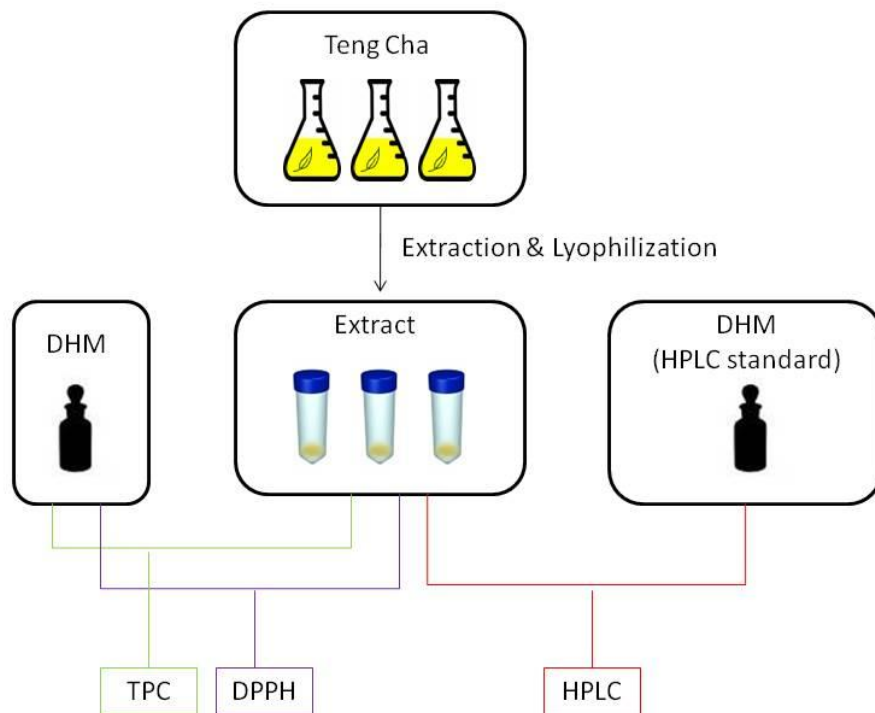 Teng Cha
Extraction & Lyophilization
DHM
Extract
DHM
(HPLC standard)
TPC
DPPH
HPLC